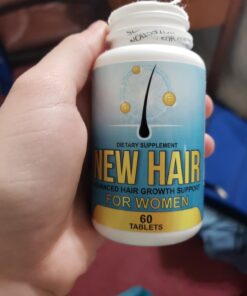 DIETARY SUPPLEMENT
NEW HAIR
ADVANCED HAIR GROWTH SUPPORT
FOR WOMEN
60
TABLETS